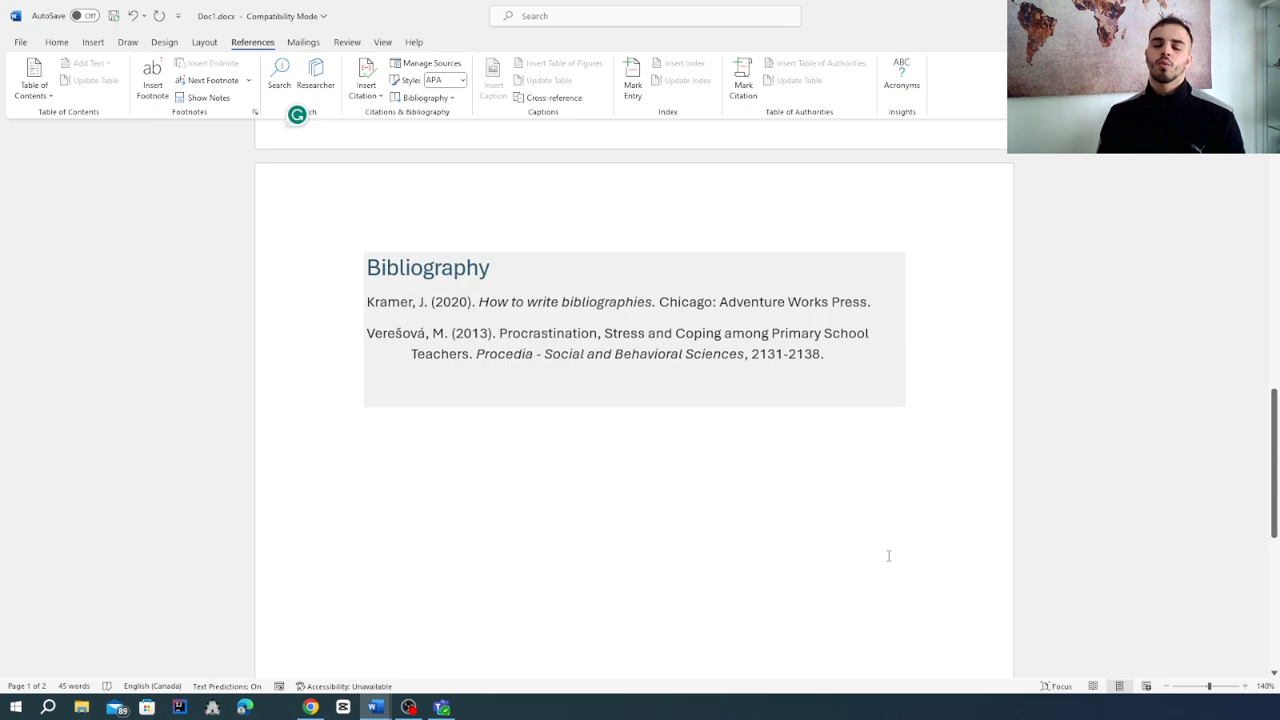 AutoSave Off Doc1.docx - Compatibility Mode Search
File Home Insert Draw Design Layout References Mailings Review View Help
Table of Contents
Add Text
Update Table
Table of Contents
ab
Insert Footnote
Insert Endnote
Next Footnote
Show Notes
Footnotes
Search
Researcher
ch
Insert Citation
Manage Sources
Style: APA
Bibliography
Citations & Bibliography
Insert Caption
Insert Table of Figures
Update Table
Cross-reference
Captions
Mark Entry
Insert Index
Update Index
Index
Mark Citation
Insert Table of Authorities
Update Table
Table of Authorities
ABC
?
Acronyms
Insights
Bibliography
Kramer, J. (2020). How to write bibliographies. Chicago: Adventure Works Press.
Verešová, M. (2013). Procrastination, Stress and Coping among Primary School
Teachers. Procedia - Social and Behavioral Sciences, 2131-2138.
Page 1 of 2 45 words English (Canada) Text Predictions: On Accessibility: Unavailable Focus 140%
89